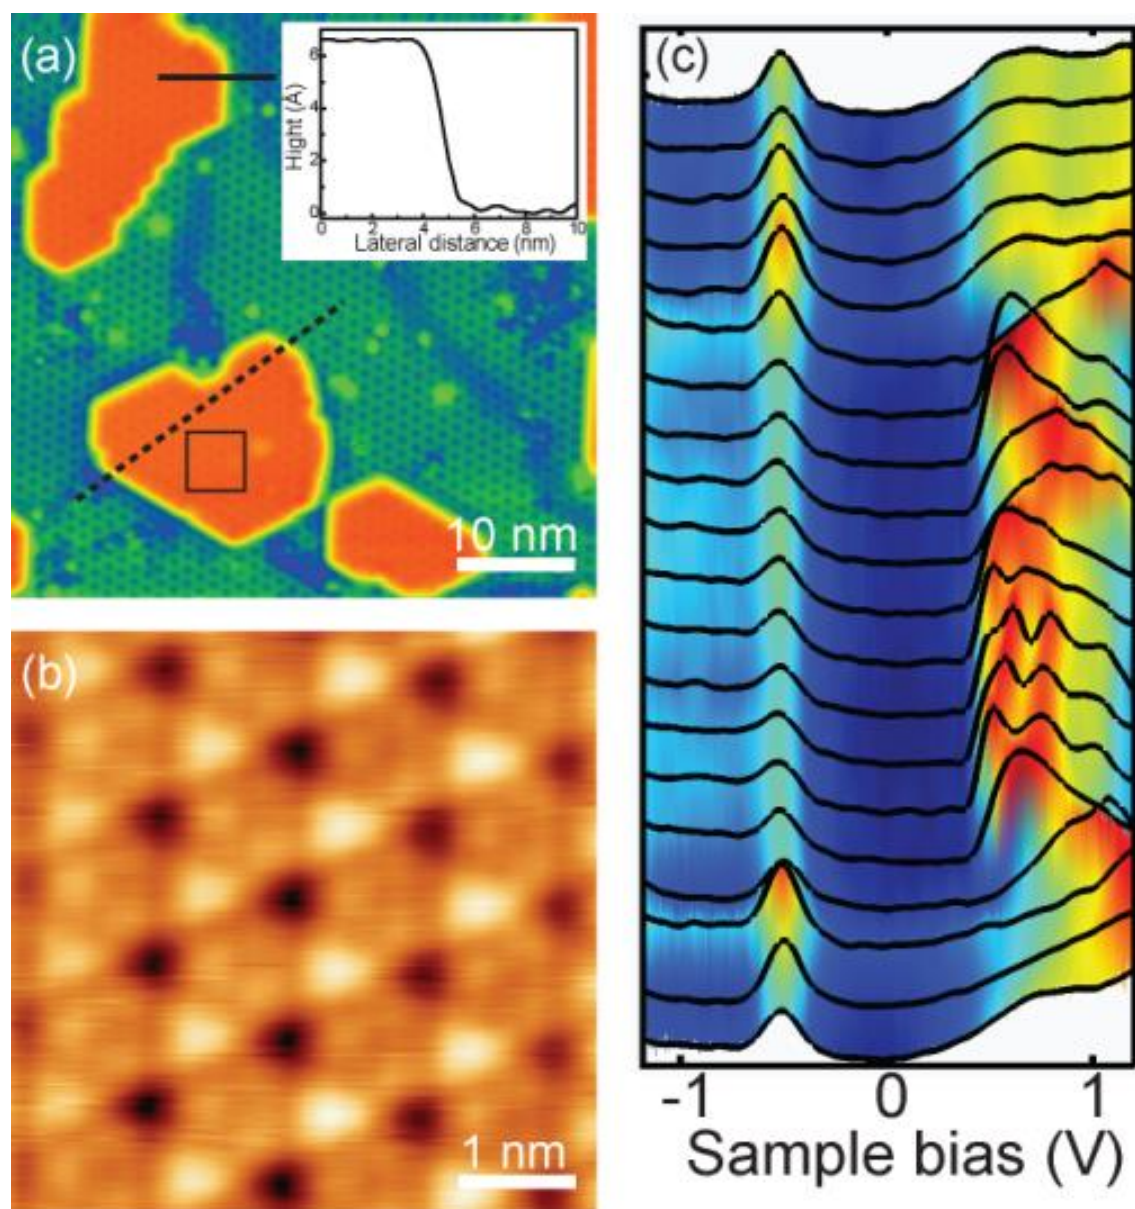 (a)
Hight (Å)
6
4
2
0
0 2 4 6 8 10
Lateral distance (nm)
10 nm
(b)
1 nm
(c)
-1 0 1
Sample bias (V)